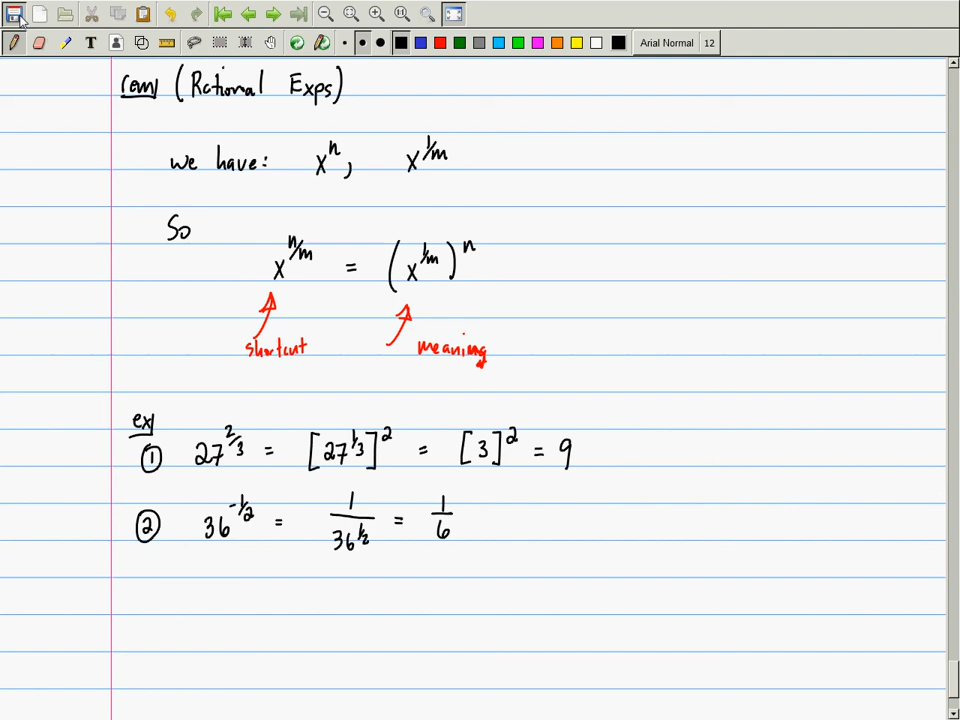 Arial Normal 12
rem (Rational Exps)
we have: x^n, x^{1/m}
So
x^{n/m} = (x^{1/m})^n
shortcut meaning
ex
① 27^{2/3} = [27^{1/3}]^2 = [3]^2 = 9
② 36^{-1/2} = 1/36^{1/2} = 1/6